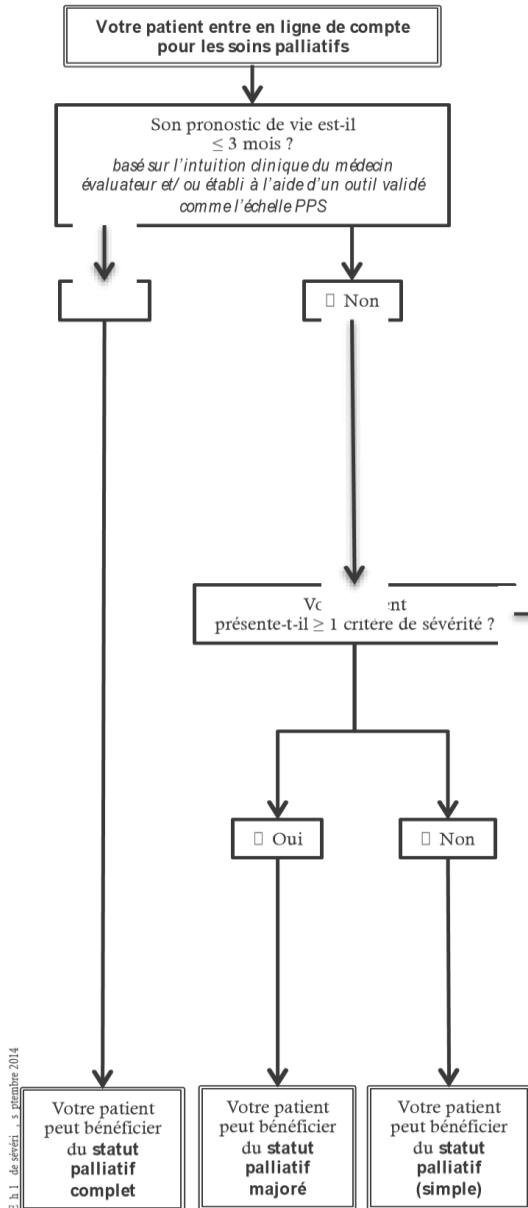 Votre patient entre en ligne de compte
pour les soins palliatifs
Son pronostic de vie est-il
≤ 3 mois ?
basé sur l'intuition clinique du médecin
évaluateur et/ ou établi à l'aide d'un outil validé
comme l'échelle PPS
Non
présente-t-il ≥ 1 critère de sévérité ?
Oui
Non
Votre patient
peut bénéficier
du statut
palliatif
complet
Votre patient
peut bénéficier
du statut
palliatif
majoré
Votre patient
peut bénéficier
du statut
palliatif
(simple)
2014